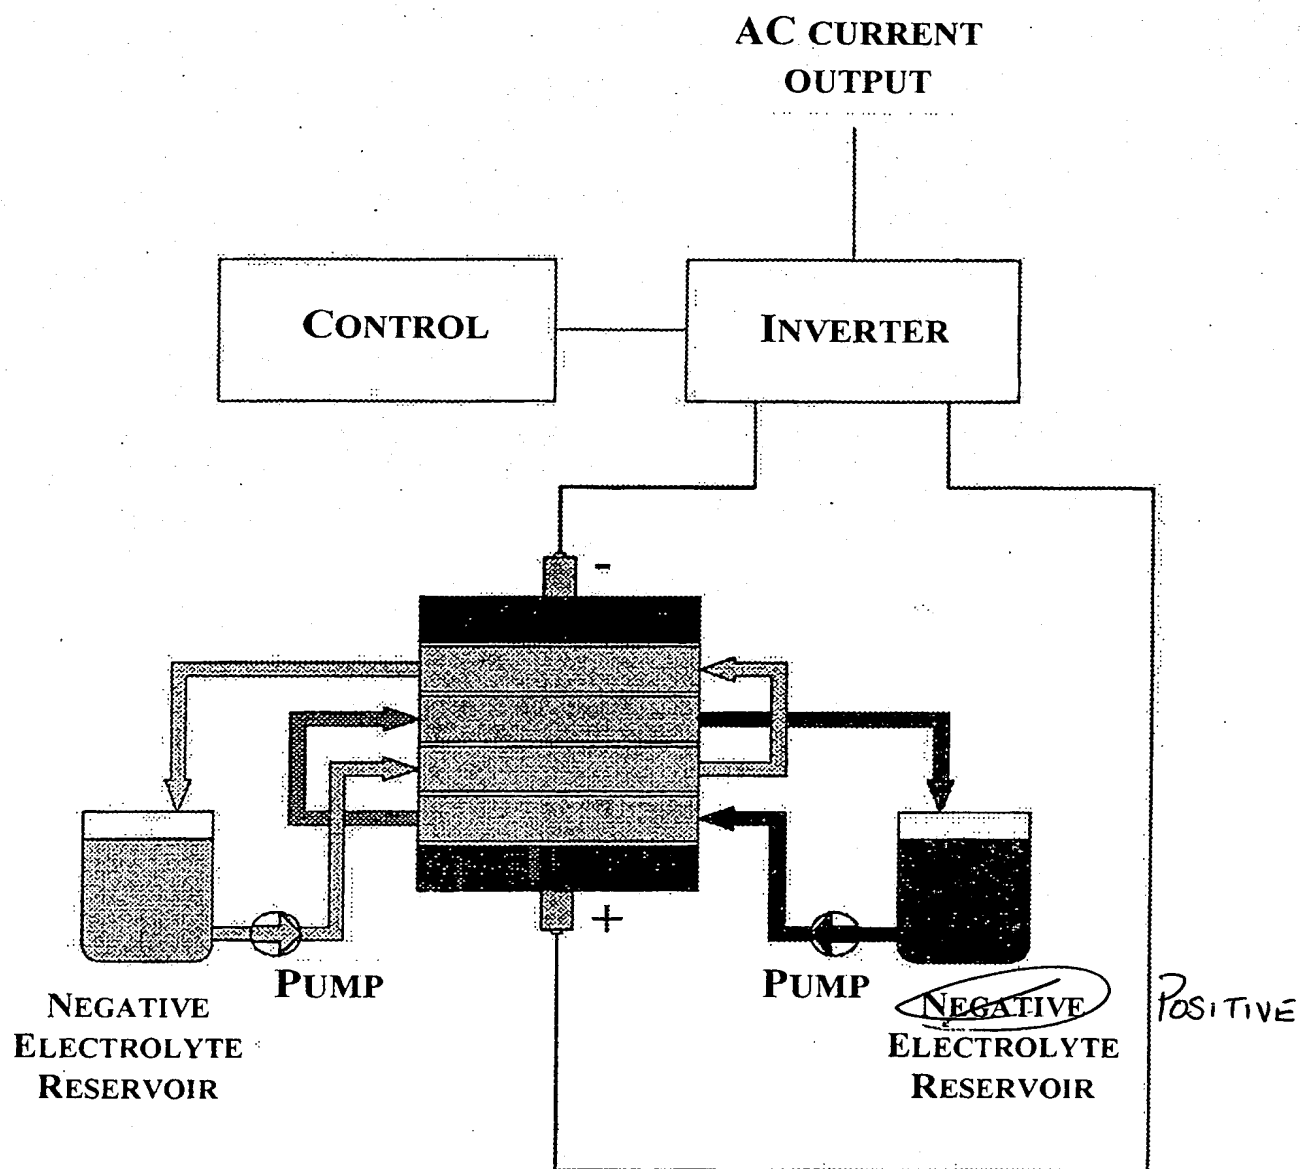 AC CURRENT
OUTPUT
CONTROL
INVERTER
-
+
PUMP
PUMP
NEGATIVE
ELECTROLYTE
RESERVOIR
NEGATIVE
ELECTROLYTE
RESERVOIR
POSITIVE